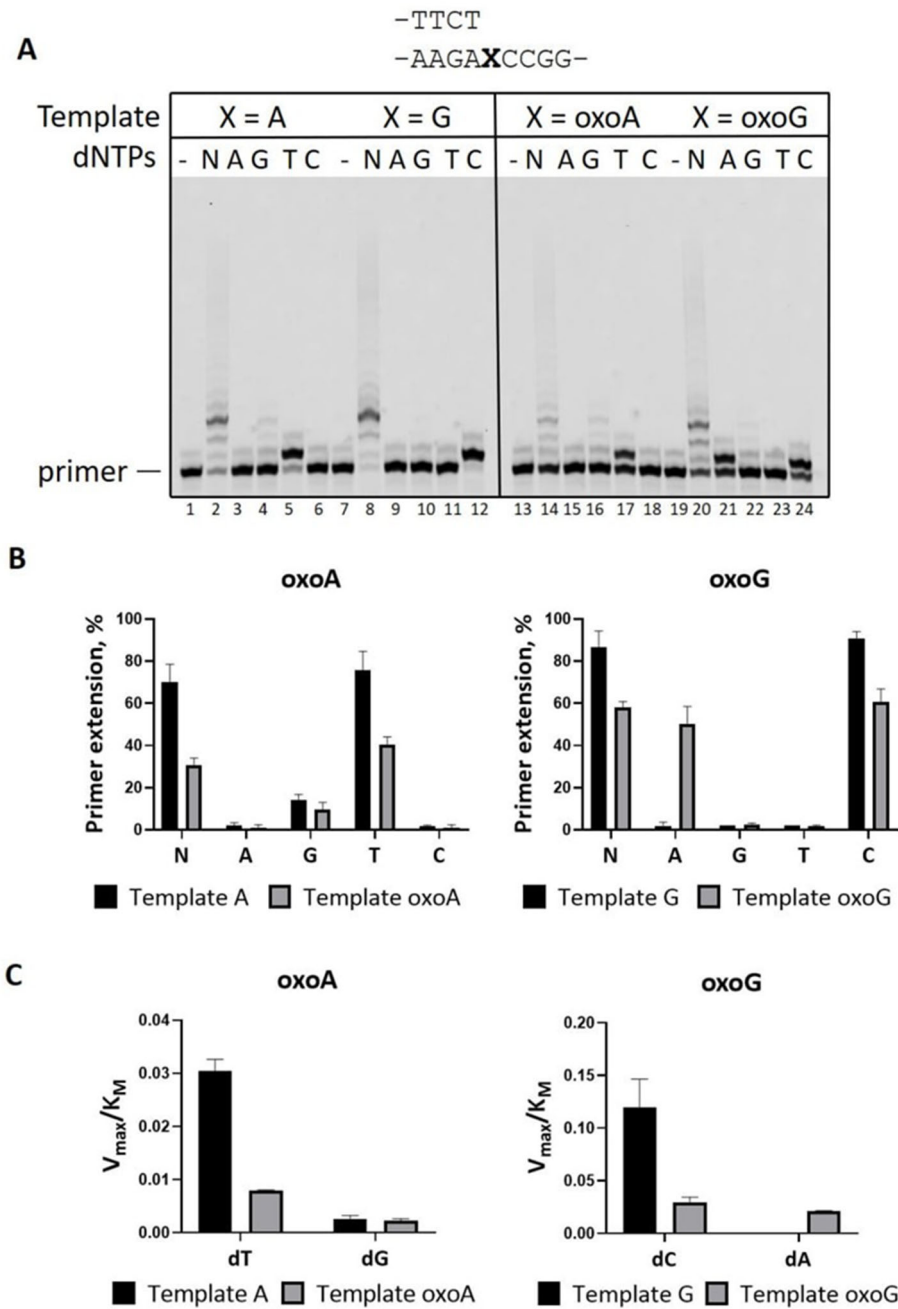 –TTCT
A
–AAGAXCCGG–
Template X = A X = G X = oxoA X = oxoG
dNTPs - N A G T C - N A G T C - N A G T C - N A G T C
primer —
1 2 3 4 5 6 7 8 9 10 11 12 13 14 15 16 17 18 19 20 21 22 23 24
B
oxoA oxoG
Primer extension, %
100
80
60
40
20
0
N A G T C
Template A Template oxoA
Primer extension, %
100
80
60
40
20
0
N A G T C
Template G Template oxoG
C
oxoA oxoG
Vmax/KM
0.04
0.03
0.02
0.01
0.00
dT dG
Template A Template oxoA
Vmax/KM
0.20
0.15
0.10
0.05
0.00
dC dA
Template G Template oxoG